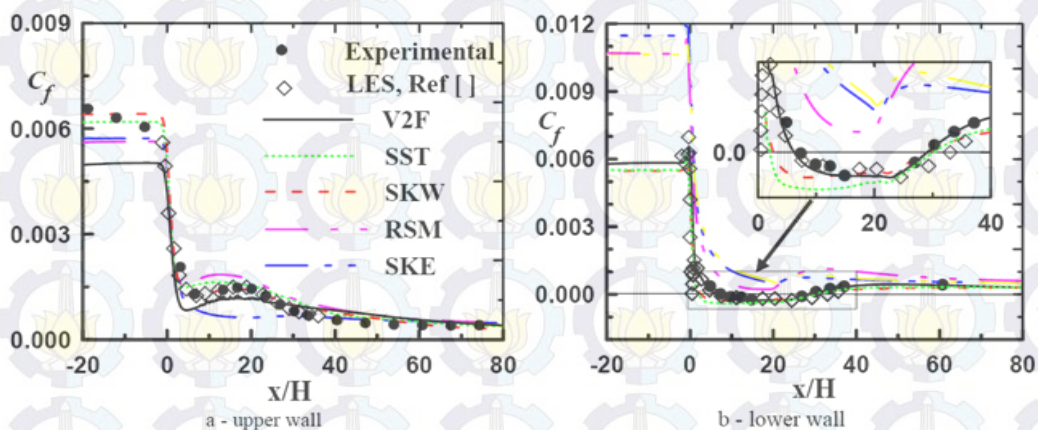 0.009
C_f
0.006
0.003
0.000
-20 0 20 40 60 80
x/H
Experimental
LES, Ref [ ]
V2F
SST
SKW
RSM
SKE
a - upper wall
0.012
0.009
C_f
0.006
0.003
0.000
-20 0 20 40 60 80
x/H
0.0
0 20 40
b - lower wall